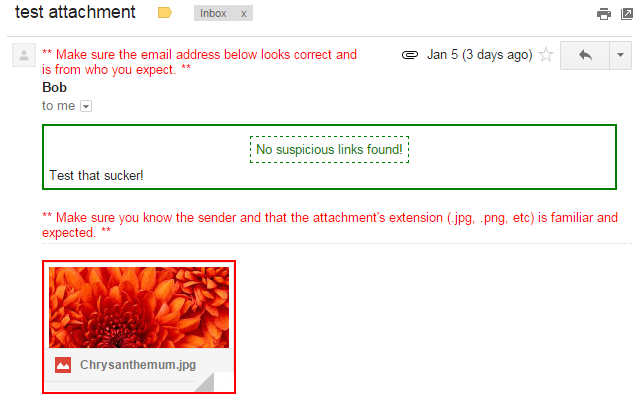 test attachment
Inbox x
** Make sure the email address below looks correct and
is from who you expect. **
Jan 5 (3 days ago)
Bob
to me
No suspicious links found!
Test that sucker!
** Make sure you know the sender and that the attachment's extension (.jpg, .png, etc) is familiar and
expected. **
Chrysanthemum.jpg